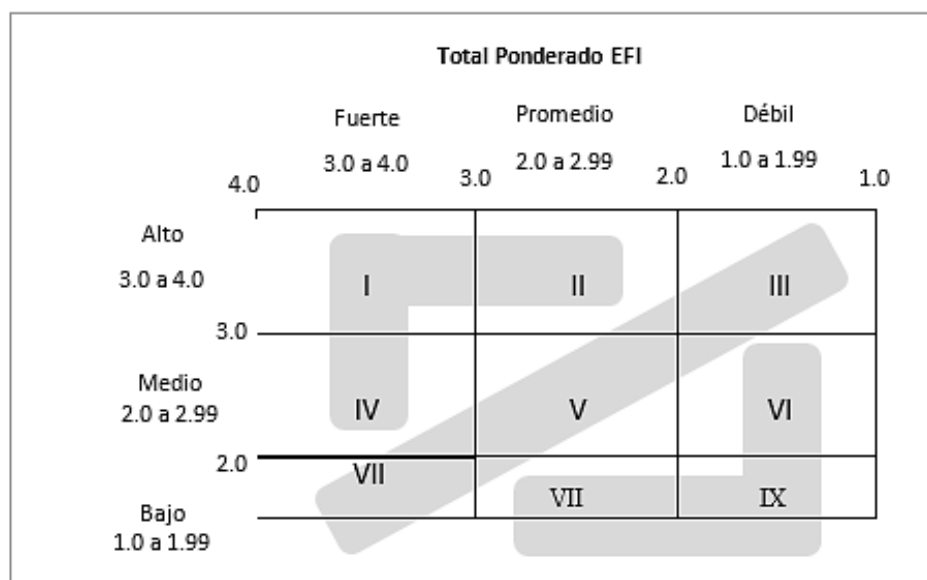 Total Ponderado EFI
Fuerte Promedio Débil
3.0 a 4.0 2.0 a 2.99 1.0 a 1.99
4.0 3.0 2.0 1.0
Alto
3.0 a 4.0
I II III
3.0
Medio
2.0 a 2.99
IV V VI
2.0
VII
VII IX
Bajo
1.0 a 1.99